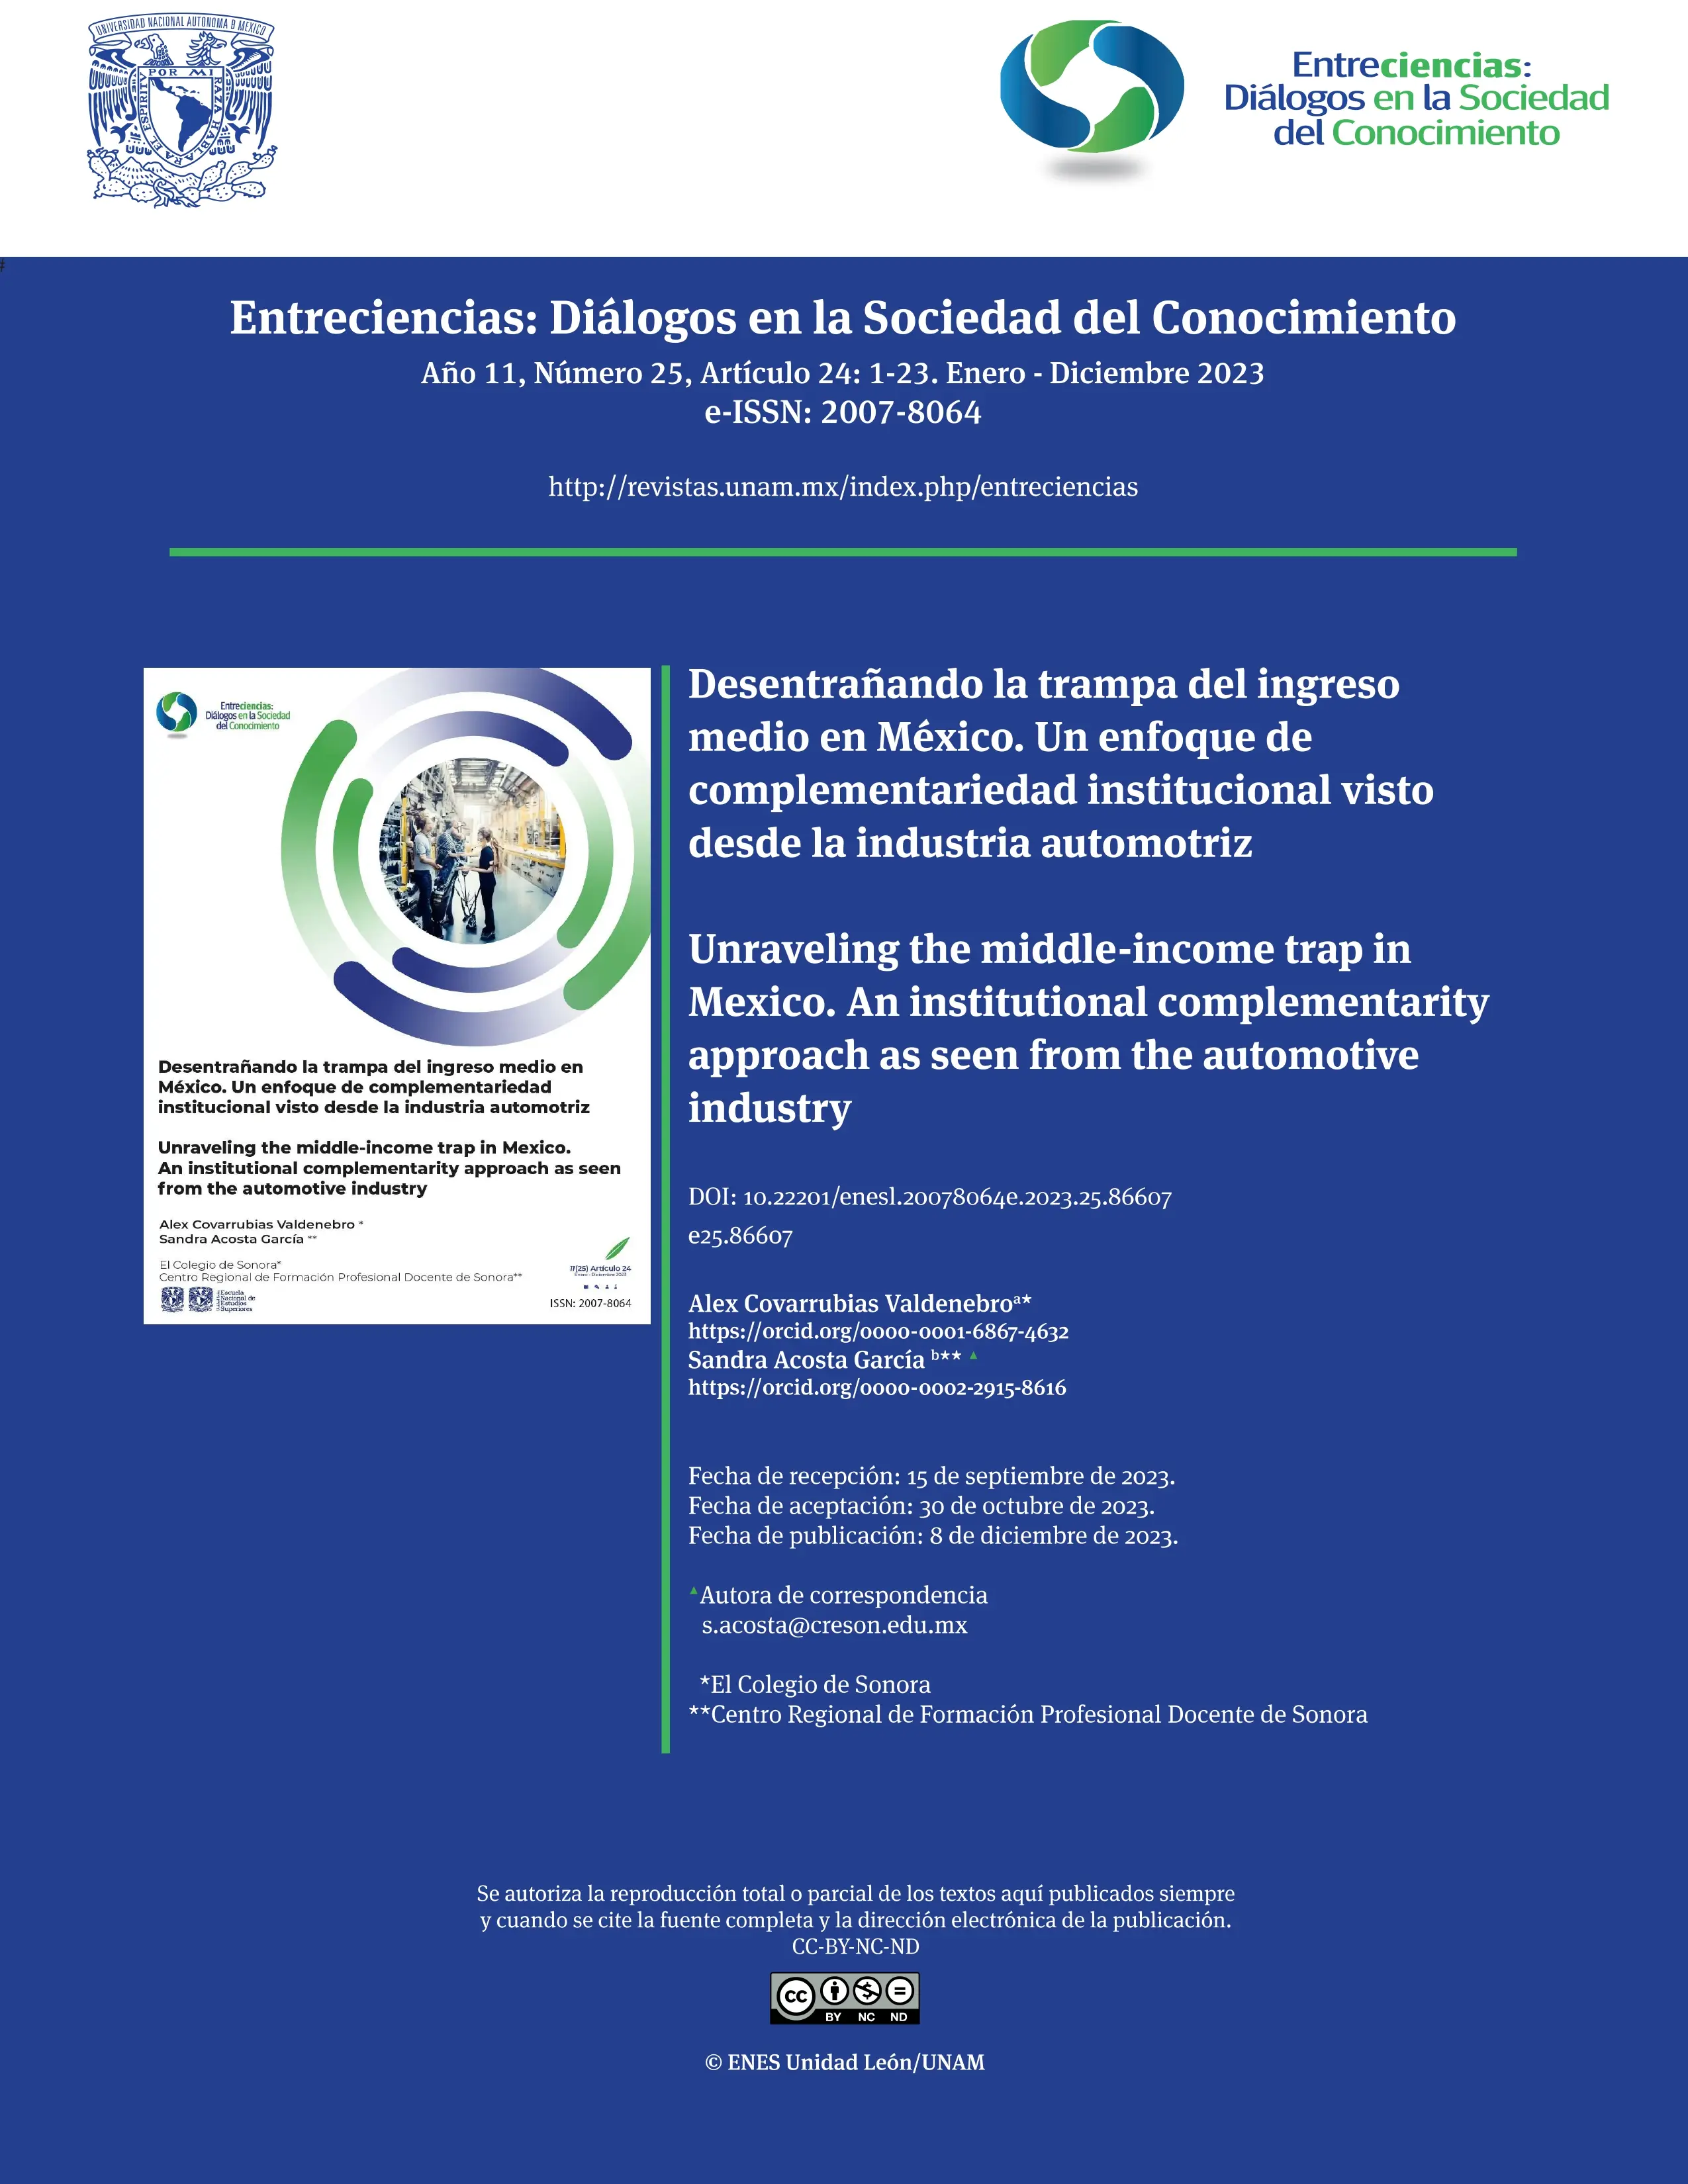 UNIVERSIDAD NACIONAL AUTONOMA D MEXICO
POR MI
RAZA HABLARA EL ESPIRITU
Entreciencias:
Diálogos en la Sociedad
del Conocimiento
Entreciencias: Diálogos en la Sociedad del Conocimiento
Año 11, Número 25, Artículo 24: 1-23. Enero - Diciembre 2023
e-ISSN: 2007-8064
http://revistas.unam.mx/index.php/entreciencias
Entreciencias:
Diálogos en la Sociedad
del Conocimiento
Desentrañando la trampa del ingreso medio en
México. Un enfoque de complementariedad
institucional visto desde la industria automotriz
Unraveling the middle-income trap in Mexico.
An institutional complementarity approach as seen
from the automotive industry
Alex Covarrubias Valdenebro *
Sandra Acosta García **
El Colegio de Sonora*
Centro Regional de Formación Profesional Docente de Sonora**
Escuela
Nacional de
Estudios
Superiores
11(25) Artículo 24
Enero - Diciembre 2023
ISSN: 2007-8064
Desentrañando la trampa del ingreso
medio en México. Un enfoque de
complementariedad institucional visto
desde la industria automotriz
Unraveling the middle-income trap in
Mexico. An institutional complementarity
approach as seen from the automotive
industry
DOI: 10.22201/enesl.20078064e.2023.25.86607
e25.86607
Alex Covarrubias Valdenebroa*
https://orcid.org/0000-0001-6867-4632
Sandra Acosta García b** ▲
https://orcid.org/0000-0002-2915-8616
Fecha de recepción: 15 de septiembre de 2023.
Fecha de aceptación: 30 de octubre de 2023.
Fecha de publicación: 8 de diciembre de 2023.
▲Autora de correspondencia
s.acosta@creson.edu.mx
*El Colegio de Sonora
**Centro Regional de Formación Profesional Docente de Sonora
Se autoriza la reproducción total o parcial de los textos aquí publicados siempre
y cuando se cite la fuente completa y la dirección electrónica de la publicación.
CC-BY-NC-ND
cc BY NC ND
© ENES Unidad León/UNAM